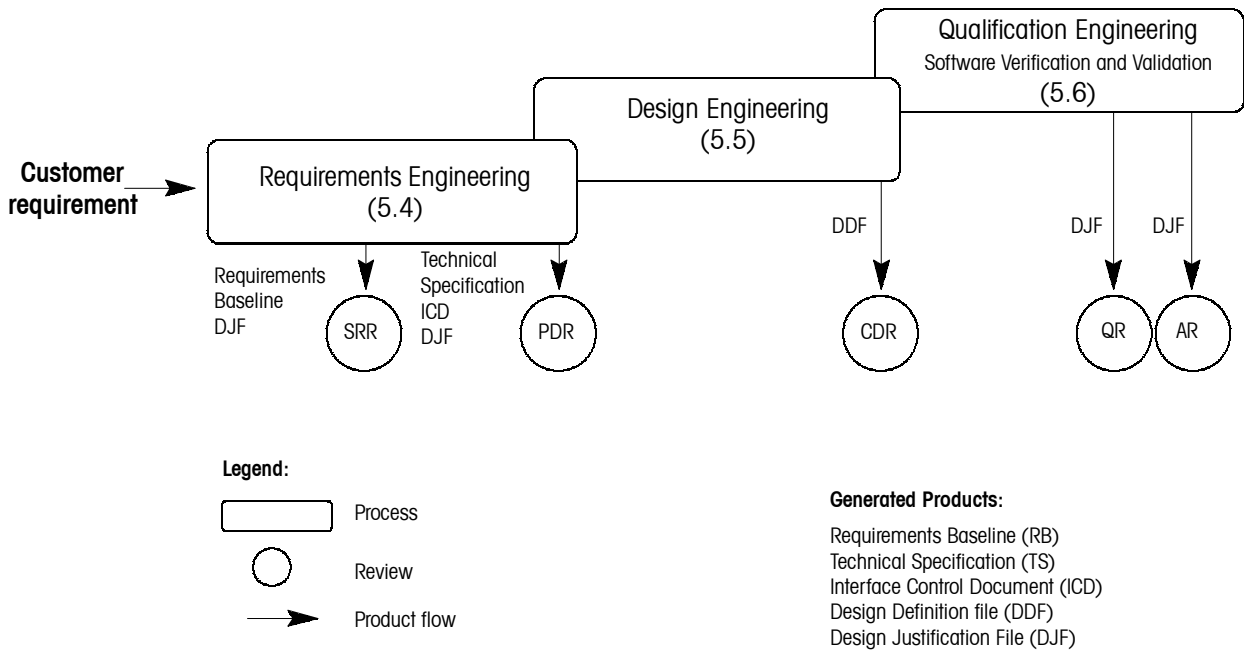 Qualification Engineering
Software Verification and Validation
(5.6)
Design Engineering
(5.5)
Customer
requirement
Requirements Engineering
(5.4)
Requirements
Baseline
DJF
SRR
Technical
Specification
ICD
DJF
PDR
DDF
CDR
DJF
QR
DJF
AR
Legend:
Process
Review
Product flow
Generated Products:
Requirements Baseline (RB)
Technical Specification (TS)
Interface Control Document (ICD)
Design Definition file (DDF)
Design Justification File (DJF)